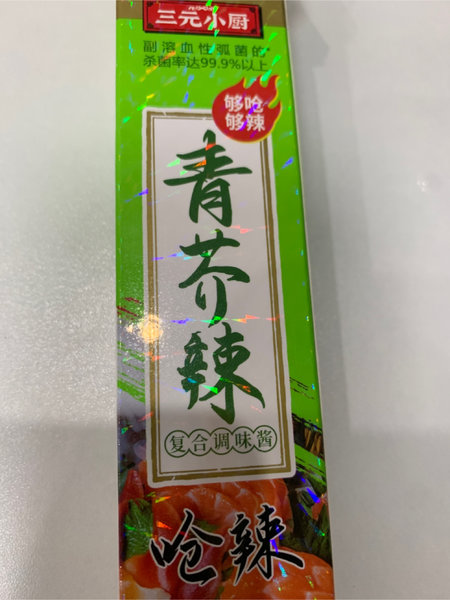 三元小厨
副溶血性弧菌的*
杀菌率达99.9%以上
够呛
够辣
青芥辣
复合调味酱
呛辣